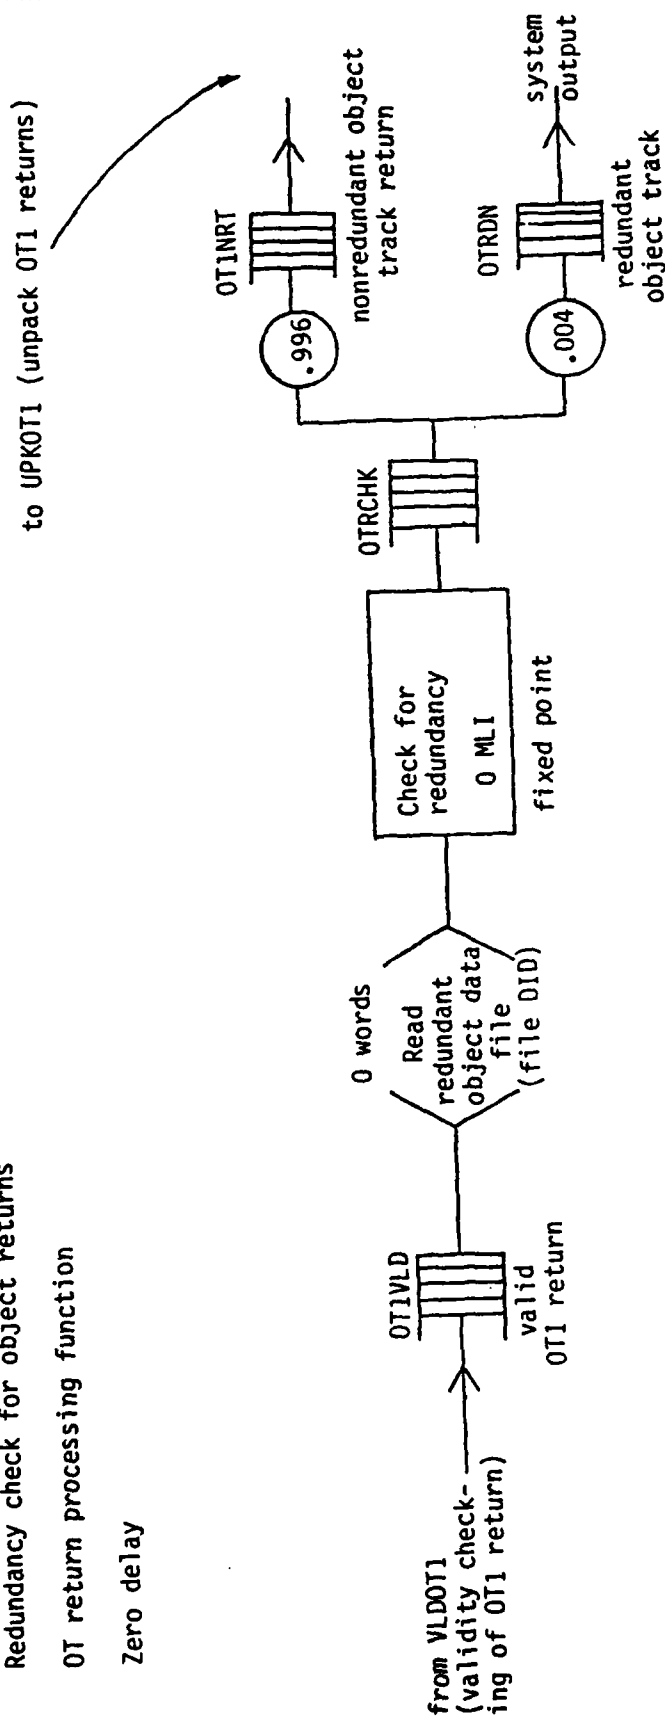 Redundancy check for object returns
OT return processing function
Zero delay
to UPKOT1 (unpack OT1 returns)
from VLDOT1
(validity check-
ing of OT1 return)
OT1VLD
valid
OT1 return
0 words
Read
redundant
object data
file
(file DID)
Check for
redundancy
0 MLI
fixed point
OTRCHK
.996
OT1NRT
nonredundant object
track return
.004
OTRDN
redundant
object track
system
output